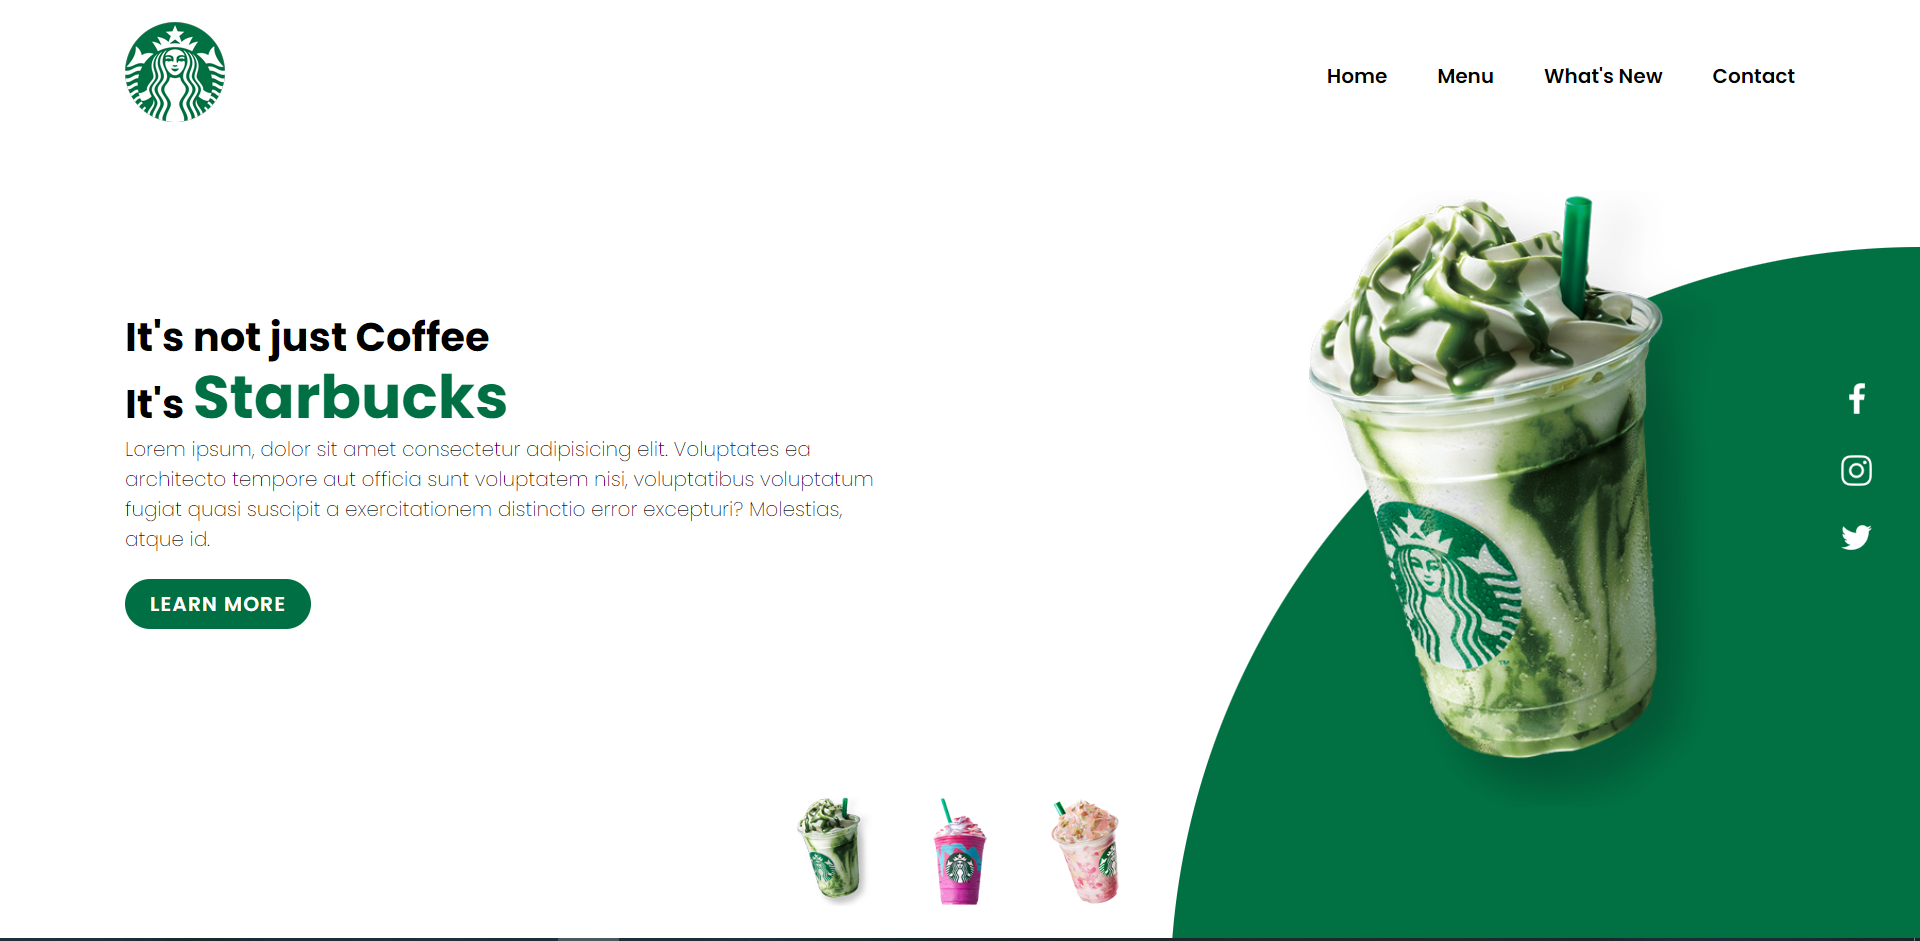 Home Menu What's New Contact
It's not just Coffee
It's Starbucks
Lorem ipsum, dolor sit amet consectetur adipisicing elit. Voluptates ea
architecto tempore aut officia sunt voluptatem nisi, voluptatibus voluptatum
fugiat quasi suscipit a exercitationem distinctio error excepturi? Molestias,
atque id.
LEARN MORE